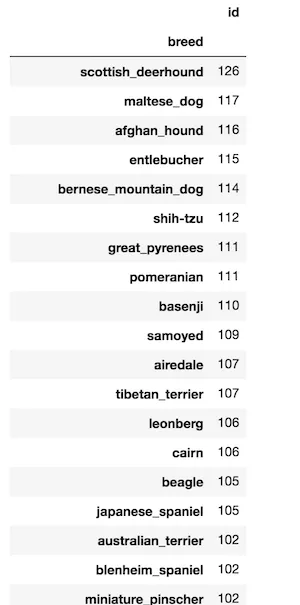 id
breed
scottish_deerhound 126
maltese_dog 117
afghan_hound 116
entlebucher 115
bernese_mountain_dog 114
shih-tzu 112
great_pyrenees 111
pomeranian 111
basenji 110
samoyed 109
airedale 107
tibetan_terrier 107
leonberg 106
cairn 106
beagle 105
japanese_spaniel 105
australian_terrier 102
blenheim_spaniel 102
miniature_pinscher 102